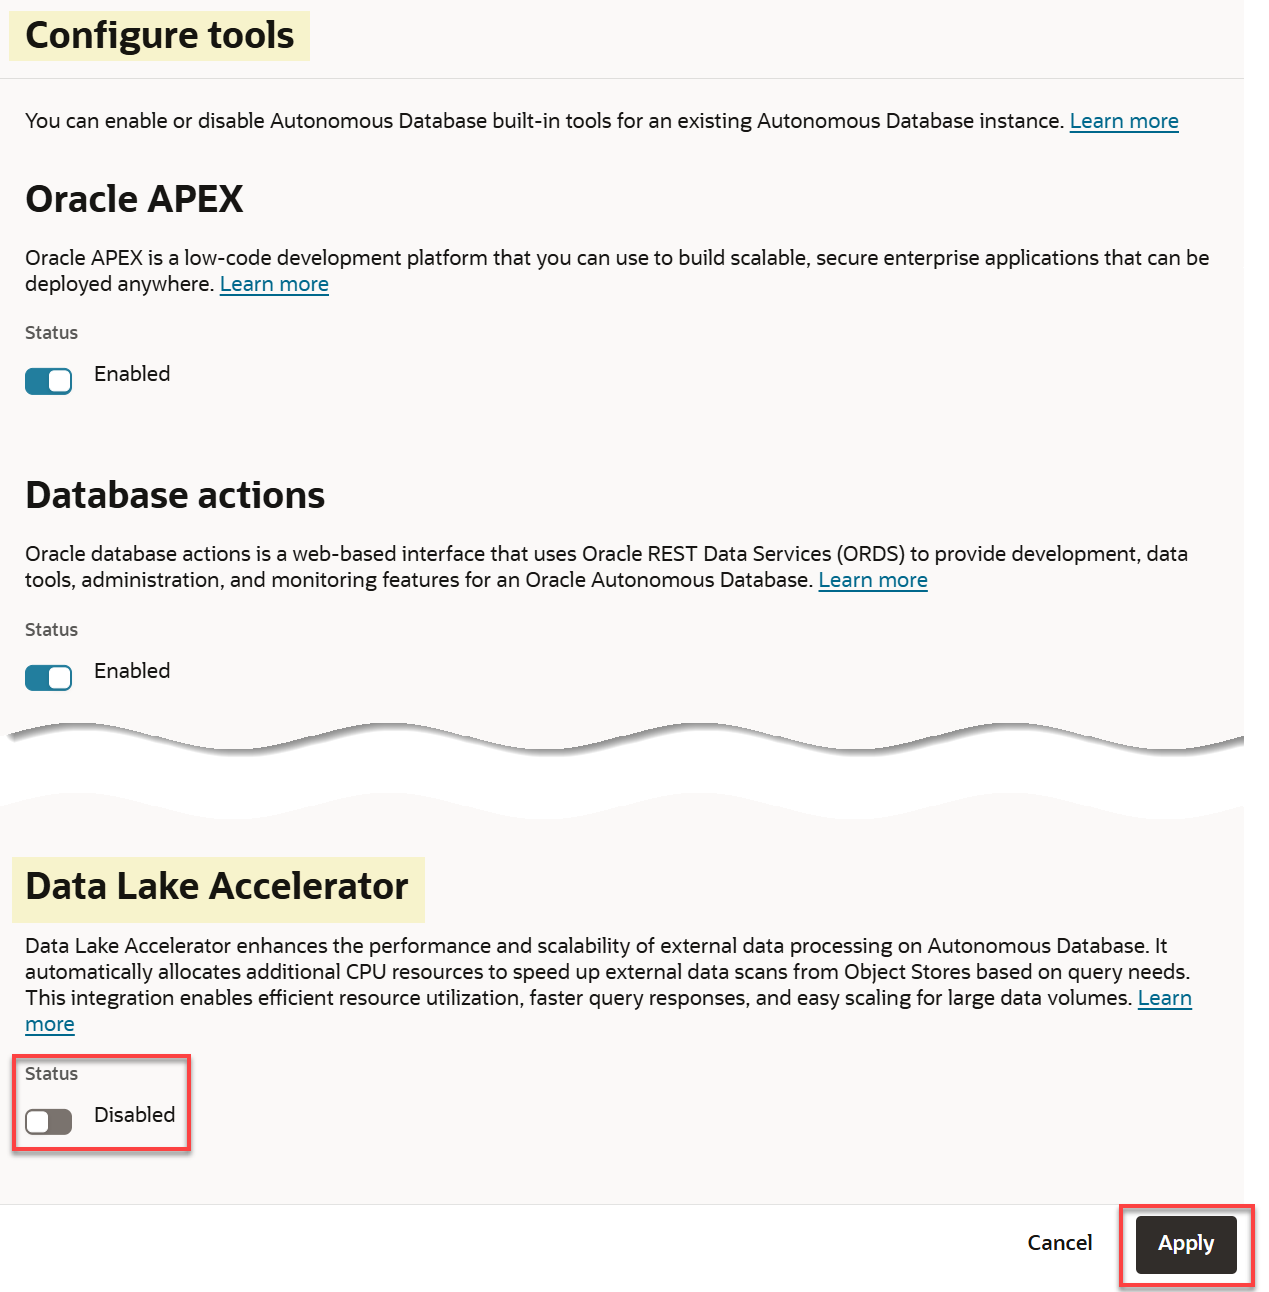 Configure tools
You can enable or disable Autonomous Database built-in tools for an existing Autonomous Database instance. Learn more
Oracle APEX
Oracle APEX is a low-code development platform that you can use to build scalable, secure enterprise applications that can be
deployed anywhere. Learn more
Status
Enabled
Database actions
Oracle database actions is a web-based interface that uses Oracle REST Data Services (ORDS) to provide development, data
tools, administration, and monitoring features for an Oracle Autonomous Database. Learn more
Status
Enabled
Data Lake Accelerator
Data Lake Accelerator enhances the performance and scalability of external data processing on Autonomous Database. It
automatically allocates additional CPU resources to speed up external data scans from Object Stores based on query needs.
This integration enables efficient resource utilization, faster query responses, and easy scaling for large data volumes. Learn
more
Status
Disabled
Cancel
Apply